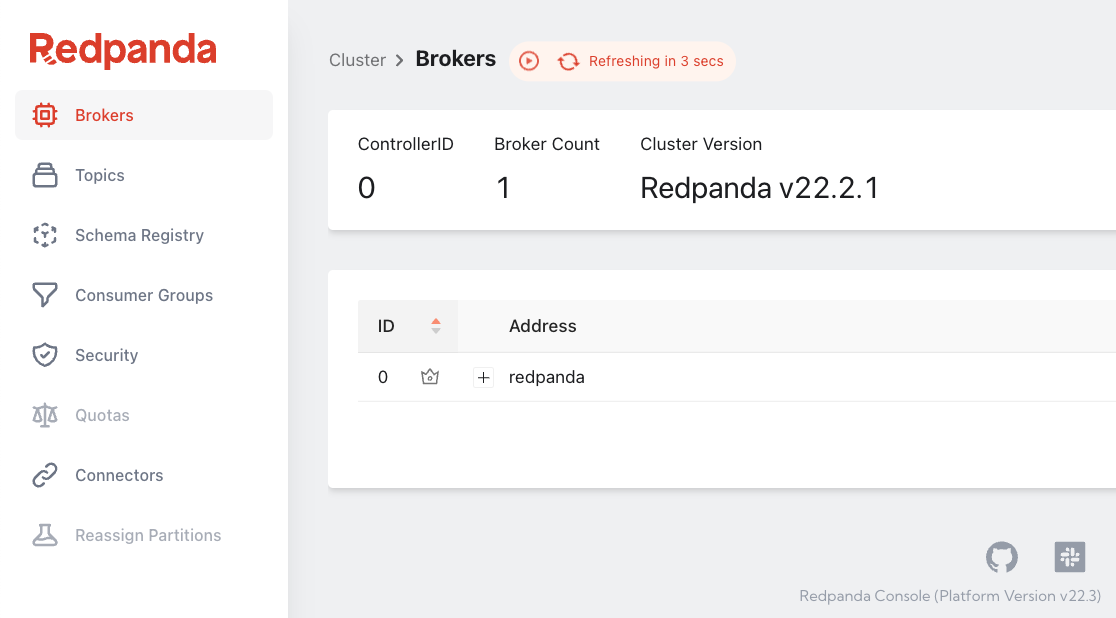 Redpanda
Brokers
Topics
Schema Registry
Consumer Groups
Security
Quotas
Connectors
Reassign Partitions
Cluster > Brokers Refreshing in 3 secs
ControllerID Broker Count Cluster Version
0 1 Redpanda v22.2.1
ID Address
0 redpanda
Redpanda Console (Platform Version v22.3)